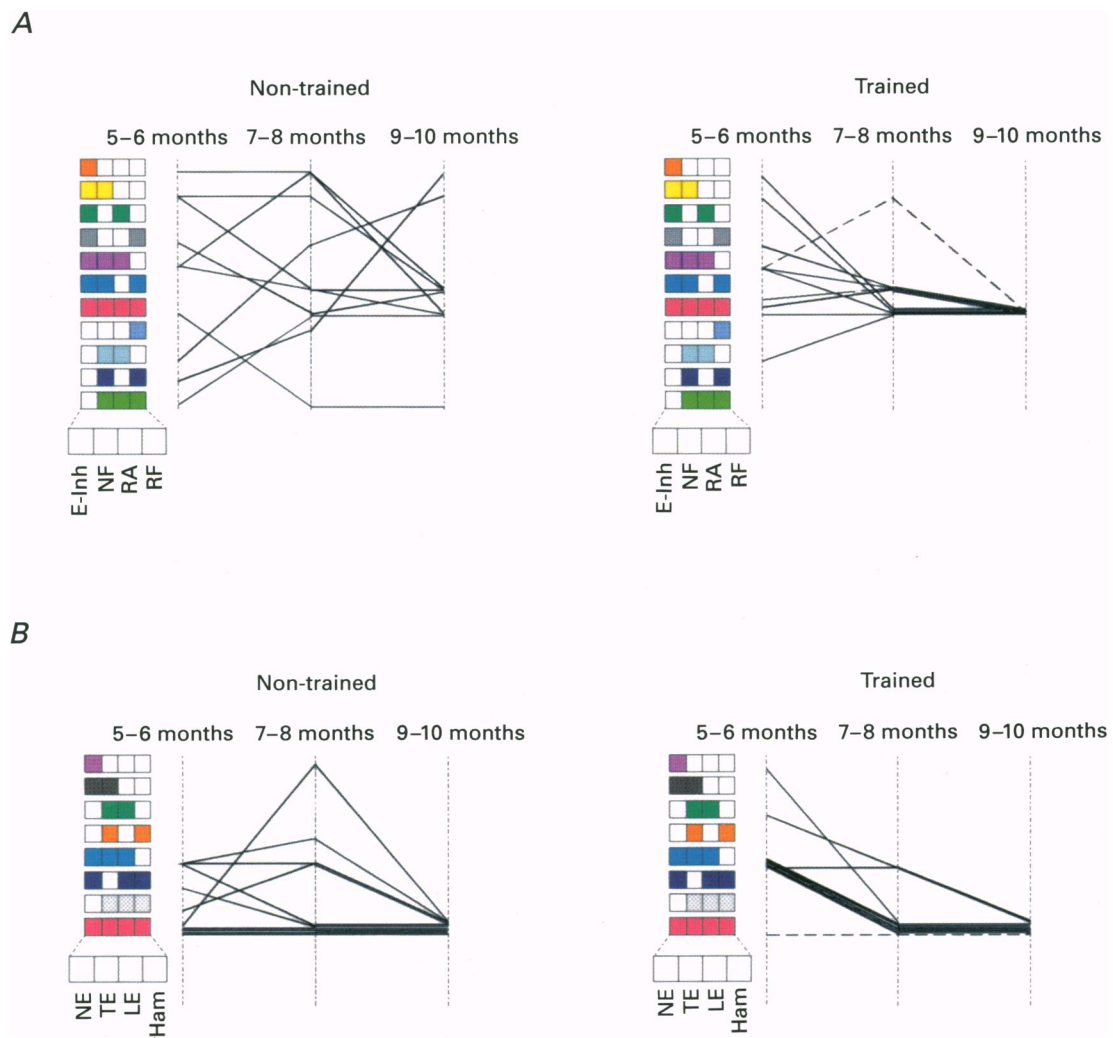 A
Non-trained
5–6 months 7–8 months 9–10 months
E-Inh
NF
RA
RF
Trained
5–6 months 7–8 months 9–10 months
E-Inh
NF
RA
RF
B
Non-trained
5–6 months 7–8 months 9–10 months
NE
TE
LE
Ham
Trained
5–6 months 7–8 months 9–10 months
NE
TE
LE
Ham